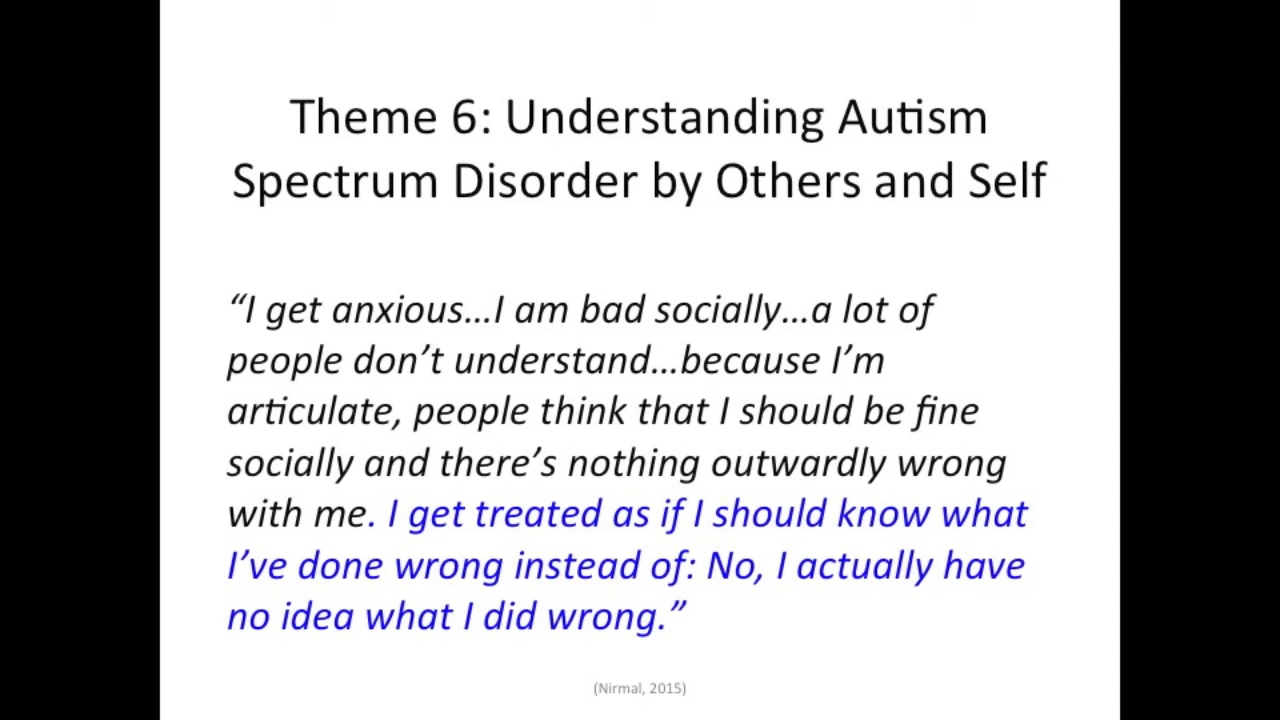 Theme 6: Understanding Autism
Spectrum Disorder by Others and Self
“I get anxious…I am bad socially…a lot of
people don’t understand…because I’m
articulate, people think that I should be fine
socially and there’s nothing outwardly wrong
with me. I get treated as if I should know what
I’ve done wrong instead of: No, I actually have
no idea what I did wrong.”
(Nirmal, 2015)